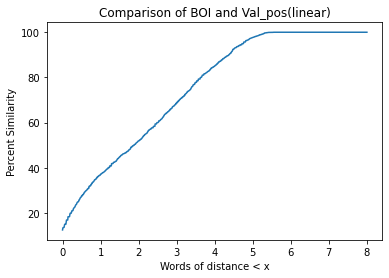 Comparison of BOI and Val_pos(linear)
Percent Similarity
100
80
60
40
20
0 1 2 3 4 5 6 7 8
Words of distance < x